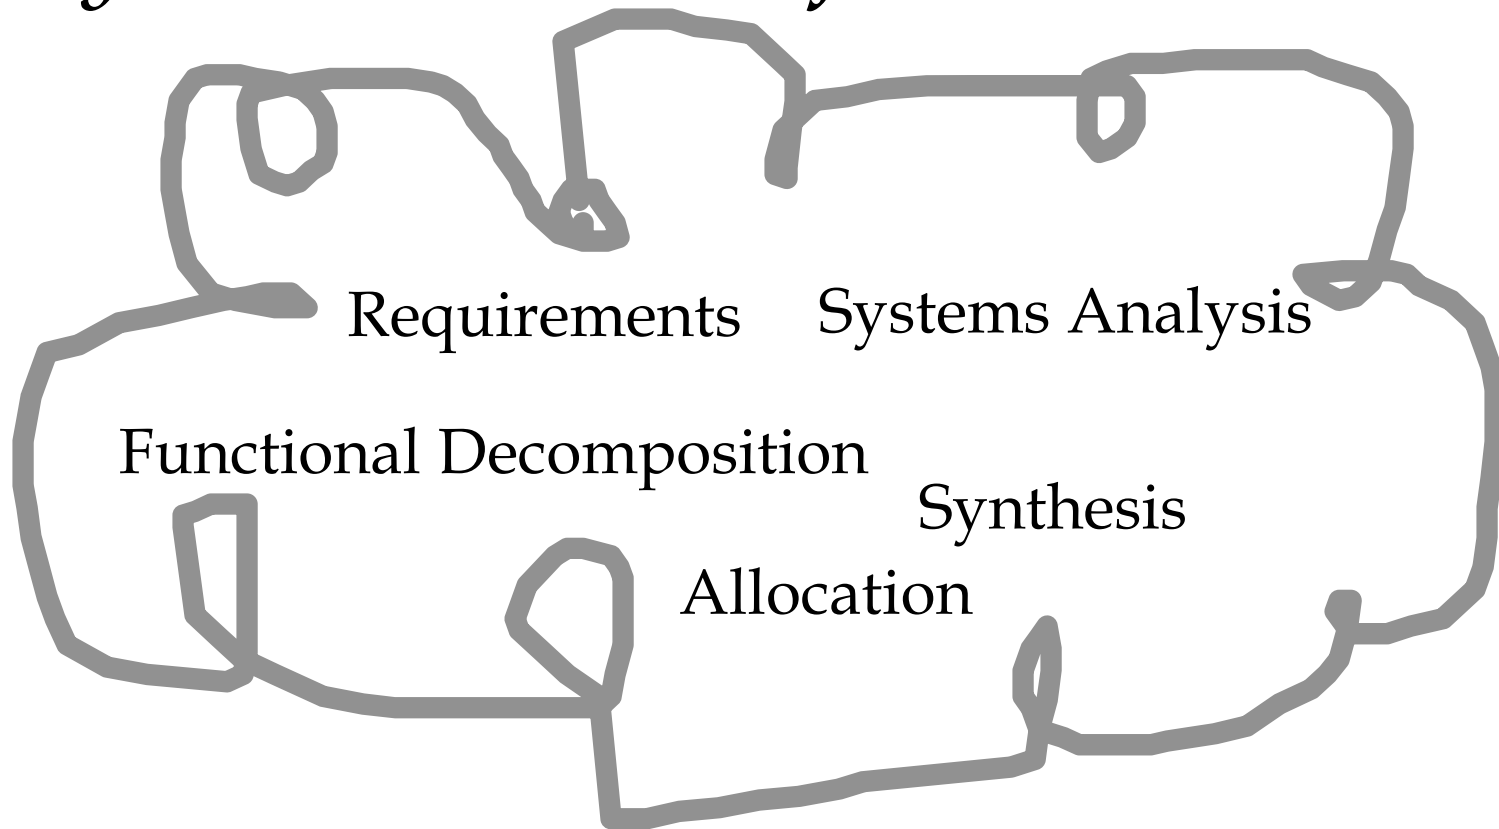 Requirements
Systems Analysis
Functional Decomposition
Synthesis
Allocation